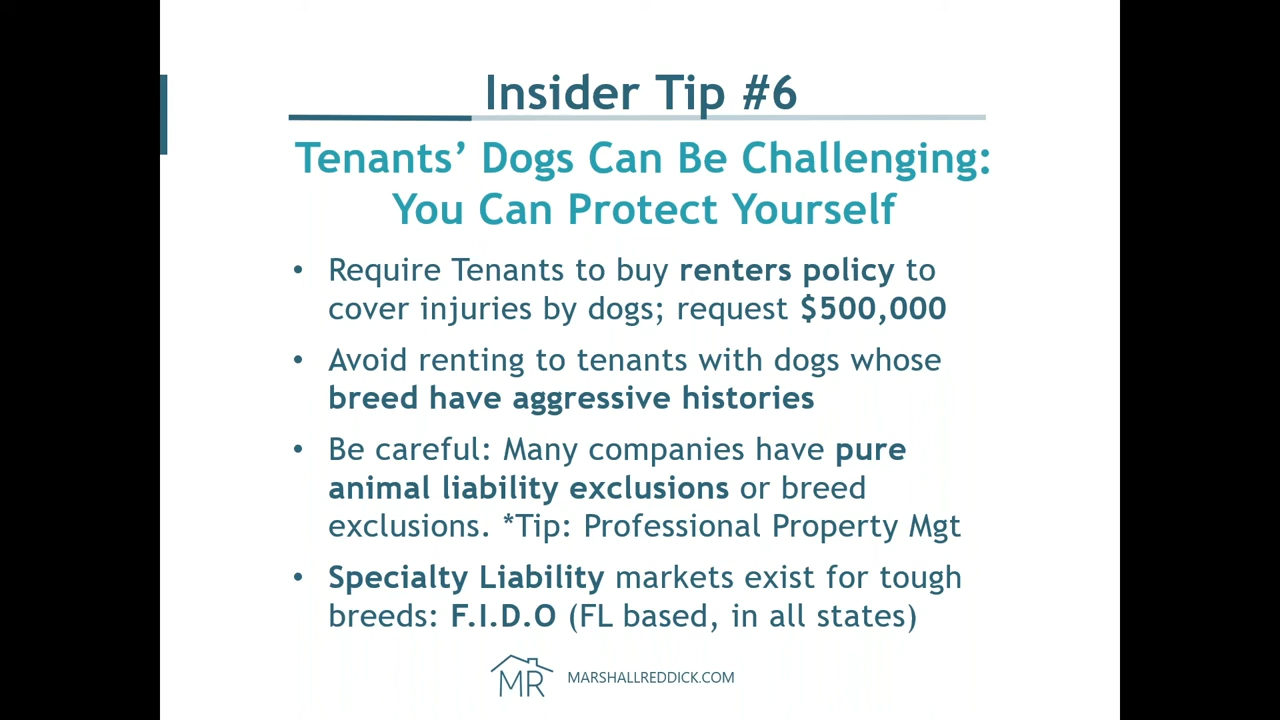 Insider Tip #6
Tenants’ Dogs Can Be Challenging:
You Can Protect Yourself
• Require Tenants to buy renters policy to
cover injuries by dogs; request $500,000
• Avoid renting to tenants with dogs whose
breed have aggressive histories
• Be careful: Many companies have pure
animal liability exclusions or breed
exclusions. *Tip: Professional Property Mgt
• Specialty Liability markets exist for tough
breeds: F.I.D.O (FL based, in all states)
MR MARSHALLREDDICK.COM